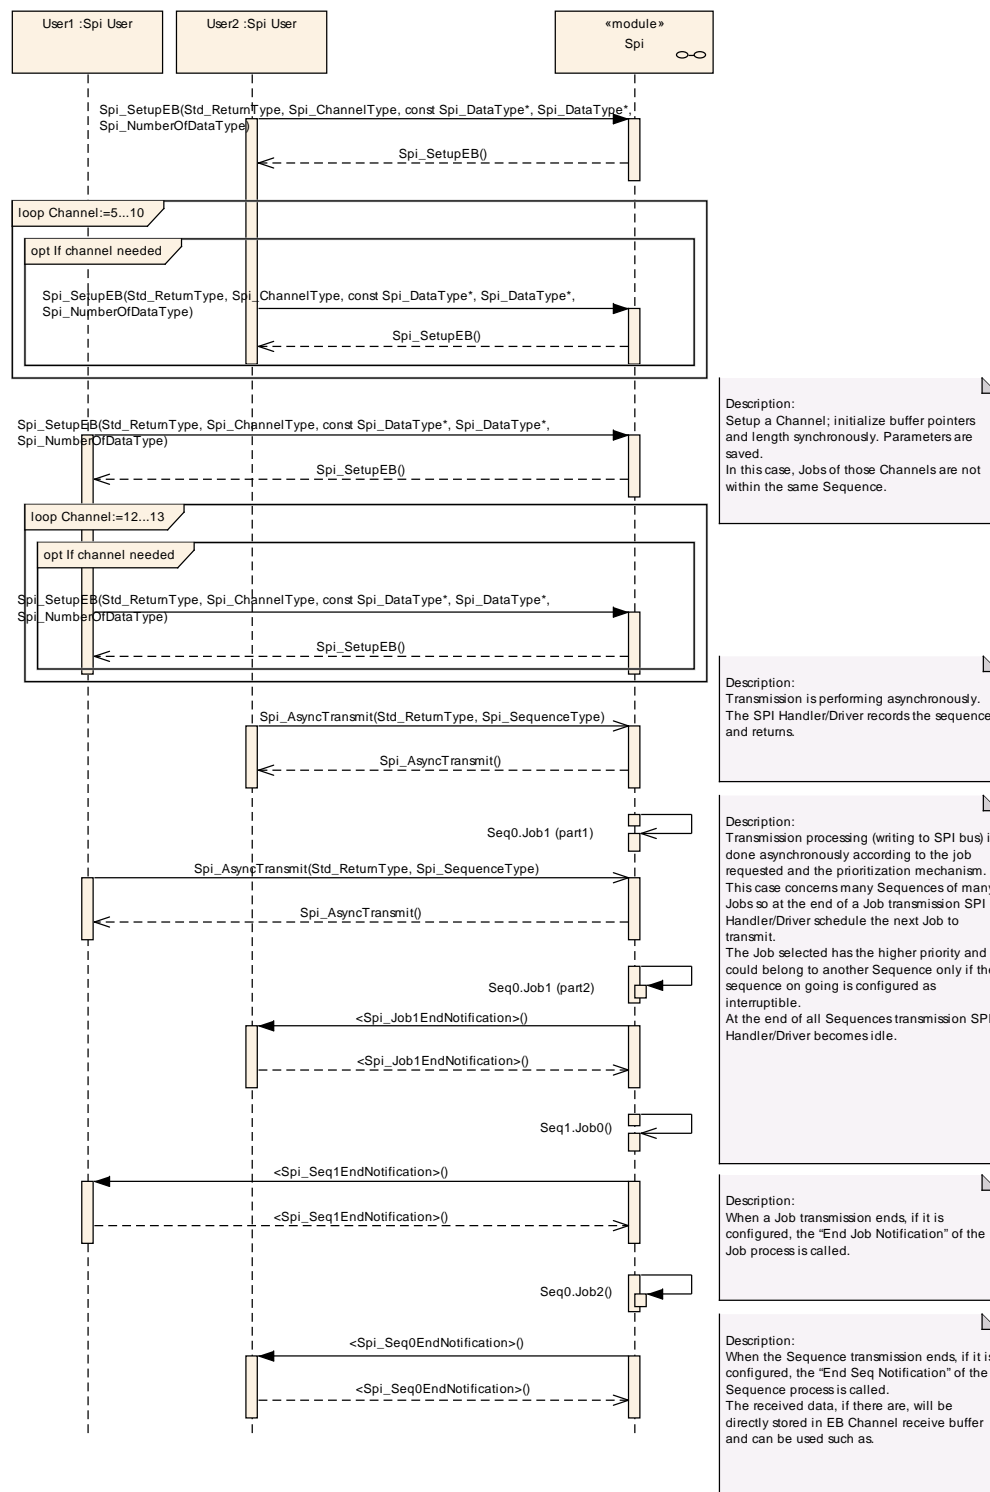 User1 :Spi User
User2 :Spi User
«module»
Spi
Spi_SetupEB(Std_ReturnType, Spi_ChannelType, const Spi_DataType*, Spi_DataType*,
Spi_NumberOfDataType)
Spi_SetupEB()
loop Channel:=5...10
opt If channel needed
Spi_SetupEB(Std_ReturnType, Spi_ChannelType, const Spi_DataType*, Spi_DataType*,
Spi_NumberOfDataType)
Spi_SetupEB()
Description:
Setup a Channel; initialize buffer pointers
and length synchronously. Parameters are
saved.
In this case, Jobs of those Channels are not
within the same Sequence.
Spi_SetupEB(Std_ReturnType, Spi_ChannelType, const Spi_DataType*, Spi_DataType*,
Spi_NumberOfDataType)
Spi_SetupEB()
loop Channel:=12...13
opt If channel needed
Spi_SetupEB(Std_ReturnType, Spi_ChannelType, const Spi_DataType*, Spi_DataType*,
Spi_NumberOfDataType)
Spi_SetupEB()
Description:
Transmission is performing asynchronously.
The SPI Handler/Driver records the sequence
and returns.
Spi_AsyncTransmit(Std_ReturnType, Spi_SequenceType)
Spi_AsyncTransmit()
Seq0.Job1 (part1)
Description:
Transmission processing (writing to SPI bus) i
done asynchronously according to the job
requested and the prioritization mechanism.
This case concerns many Sequences of many
Jobs so at the end of a Job transmission SPI
Handler/Driver schedule the next Job to
transmit.
The Job selected has the higher priority and
could belong to another Sequence only if the
sequence on going is configured as
interruptible.
At the end of all Sequences transmission SPI
Handler/Driver becomes idle.
Spi_AsyncTransmit(Std_ReturnType, Spi_SequenceType)
Spi_AsyncTransmit()
Seq0.Job1 (part2)
<Spi_Job1EndNotification>()
<Spi_Job1EndNotification>()
Seq1.Job0()
<Spi_Seq1EndNotification>()
<Spi_Seq1EndNotification>()
Description:
When a Job transmission ends, if it is
configured, the “End Job Notification” of the
Job process is called.
Seq0.Job2()
<Spi_Seq0EndNotification>()
<Spi_Seq0EndNotification>()
Description:
When the Sequence transmission ends, if it is
configured, the “End Seq Notification” of the
Sequence process is called.
The received data, if there are, will be
directly stored in EB Channel receive buffer
and can be used such as.